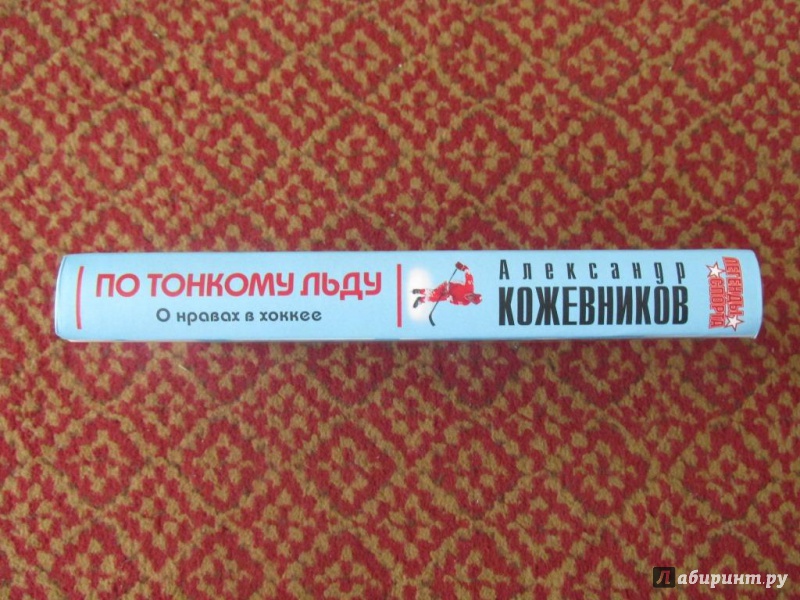 ПО ТОНКОМУ ЛЬДУ
О нравах в хоккее
Александр
КОЖЕВНИКОВ
ЛЕГЕНДЫ
СПОРТА
Лабиринт.ру